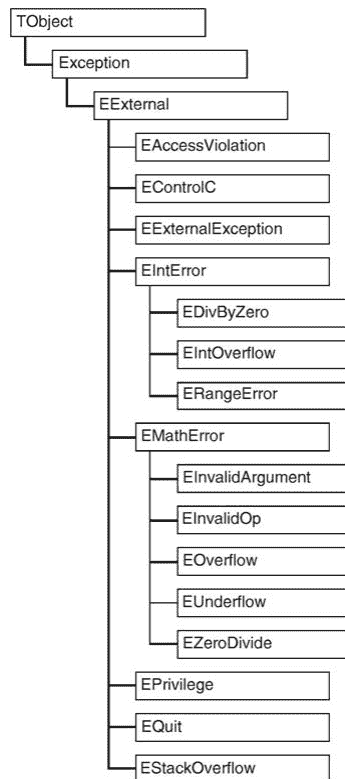 TObject
Exception
EExternal
EAccessViolation
EControlC
EExternalException
EIntError
EDivByZero
EIntOverflow
ERangeError
EMathError
EInvalidArgument
EInvalidOp
EOverflow
EUnderflow
EZeroDivide
EPrivilege
EQuit
EStackOverflow